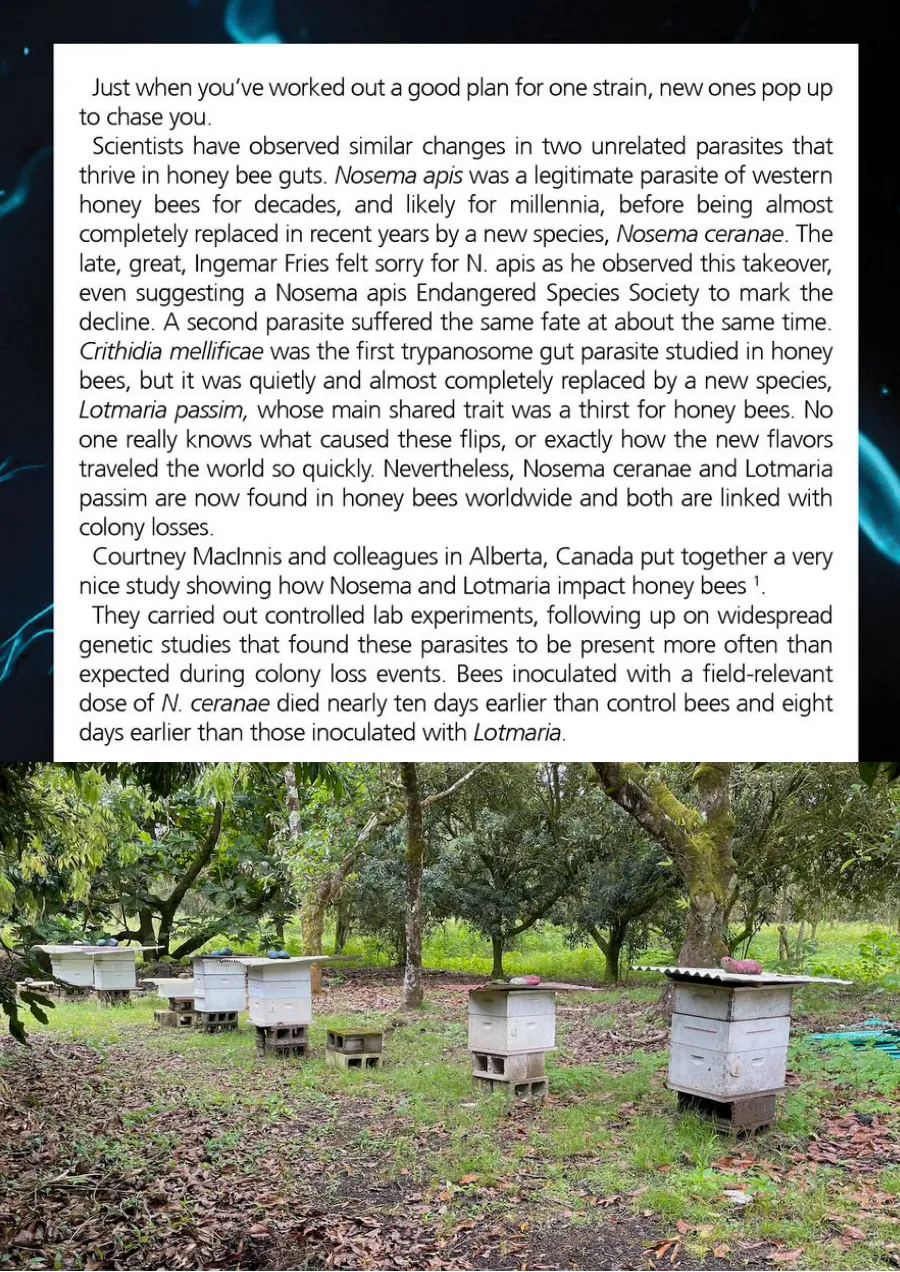 Just when you’ve worked out a good plan for one strain, new ones pop up
to chase you.
Scientists have observed similar changes in two unrelated parasites that
thrive in honey bee guts. Nosema apis was a legitimate parasite of western
honey bees for decades, and likely for millennia, before being almost
completely replaced in recent years by a new species, Nosema ceranae. The
late, great, Ingemar Fries felt sorry for N. apis as he observed this takeover,
even suggesting a Nosema apis Endangered Species Society to mark the
decline. A second parasite suffered the same fate at about the same time.
Crithidia mellificae was the first trypanosome gut parasite studied in honey
bees, but it was quietly and almost completely replaced by a new species,
Lotmaria passim, whose main shared trait was a thirst for honey bees. No
one really knows what caused these flips, or exactly how the new flavors
traveled the world so quickly. Nevertheless, Nosema ceranae and Lotmaria
passim are now found in honey bees worldwide and both are linked with
colony losses.
Courtney MacInnis and colleagues in Alberta, Canada put together a very
nice study showing how Nosema and Lotmaria impact honey bees ¹.
They carried out controlled lab experiments, following up on widespread
genetic studies that found these parasites to be present more often than
expected during colony loss events. Bees inoculated with a field-relevant
dose of N. ceranae died nearly ten days earlier than control bees and eight
days earlier than those inoculated with Lotmaria.